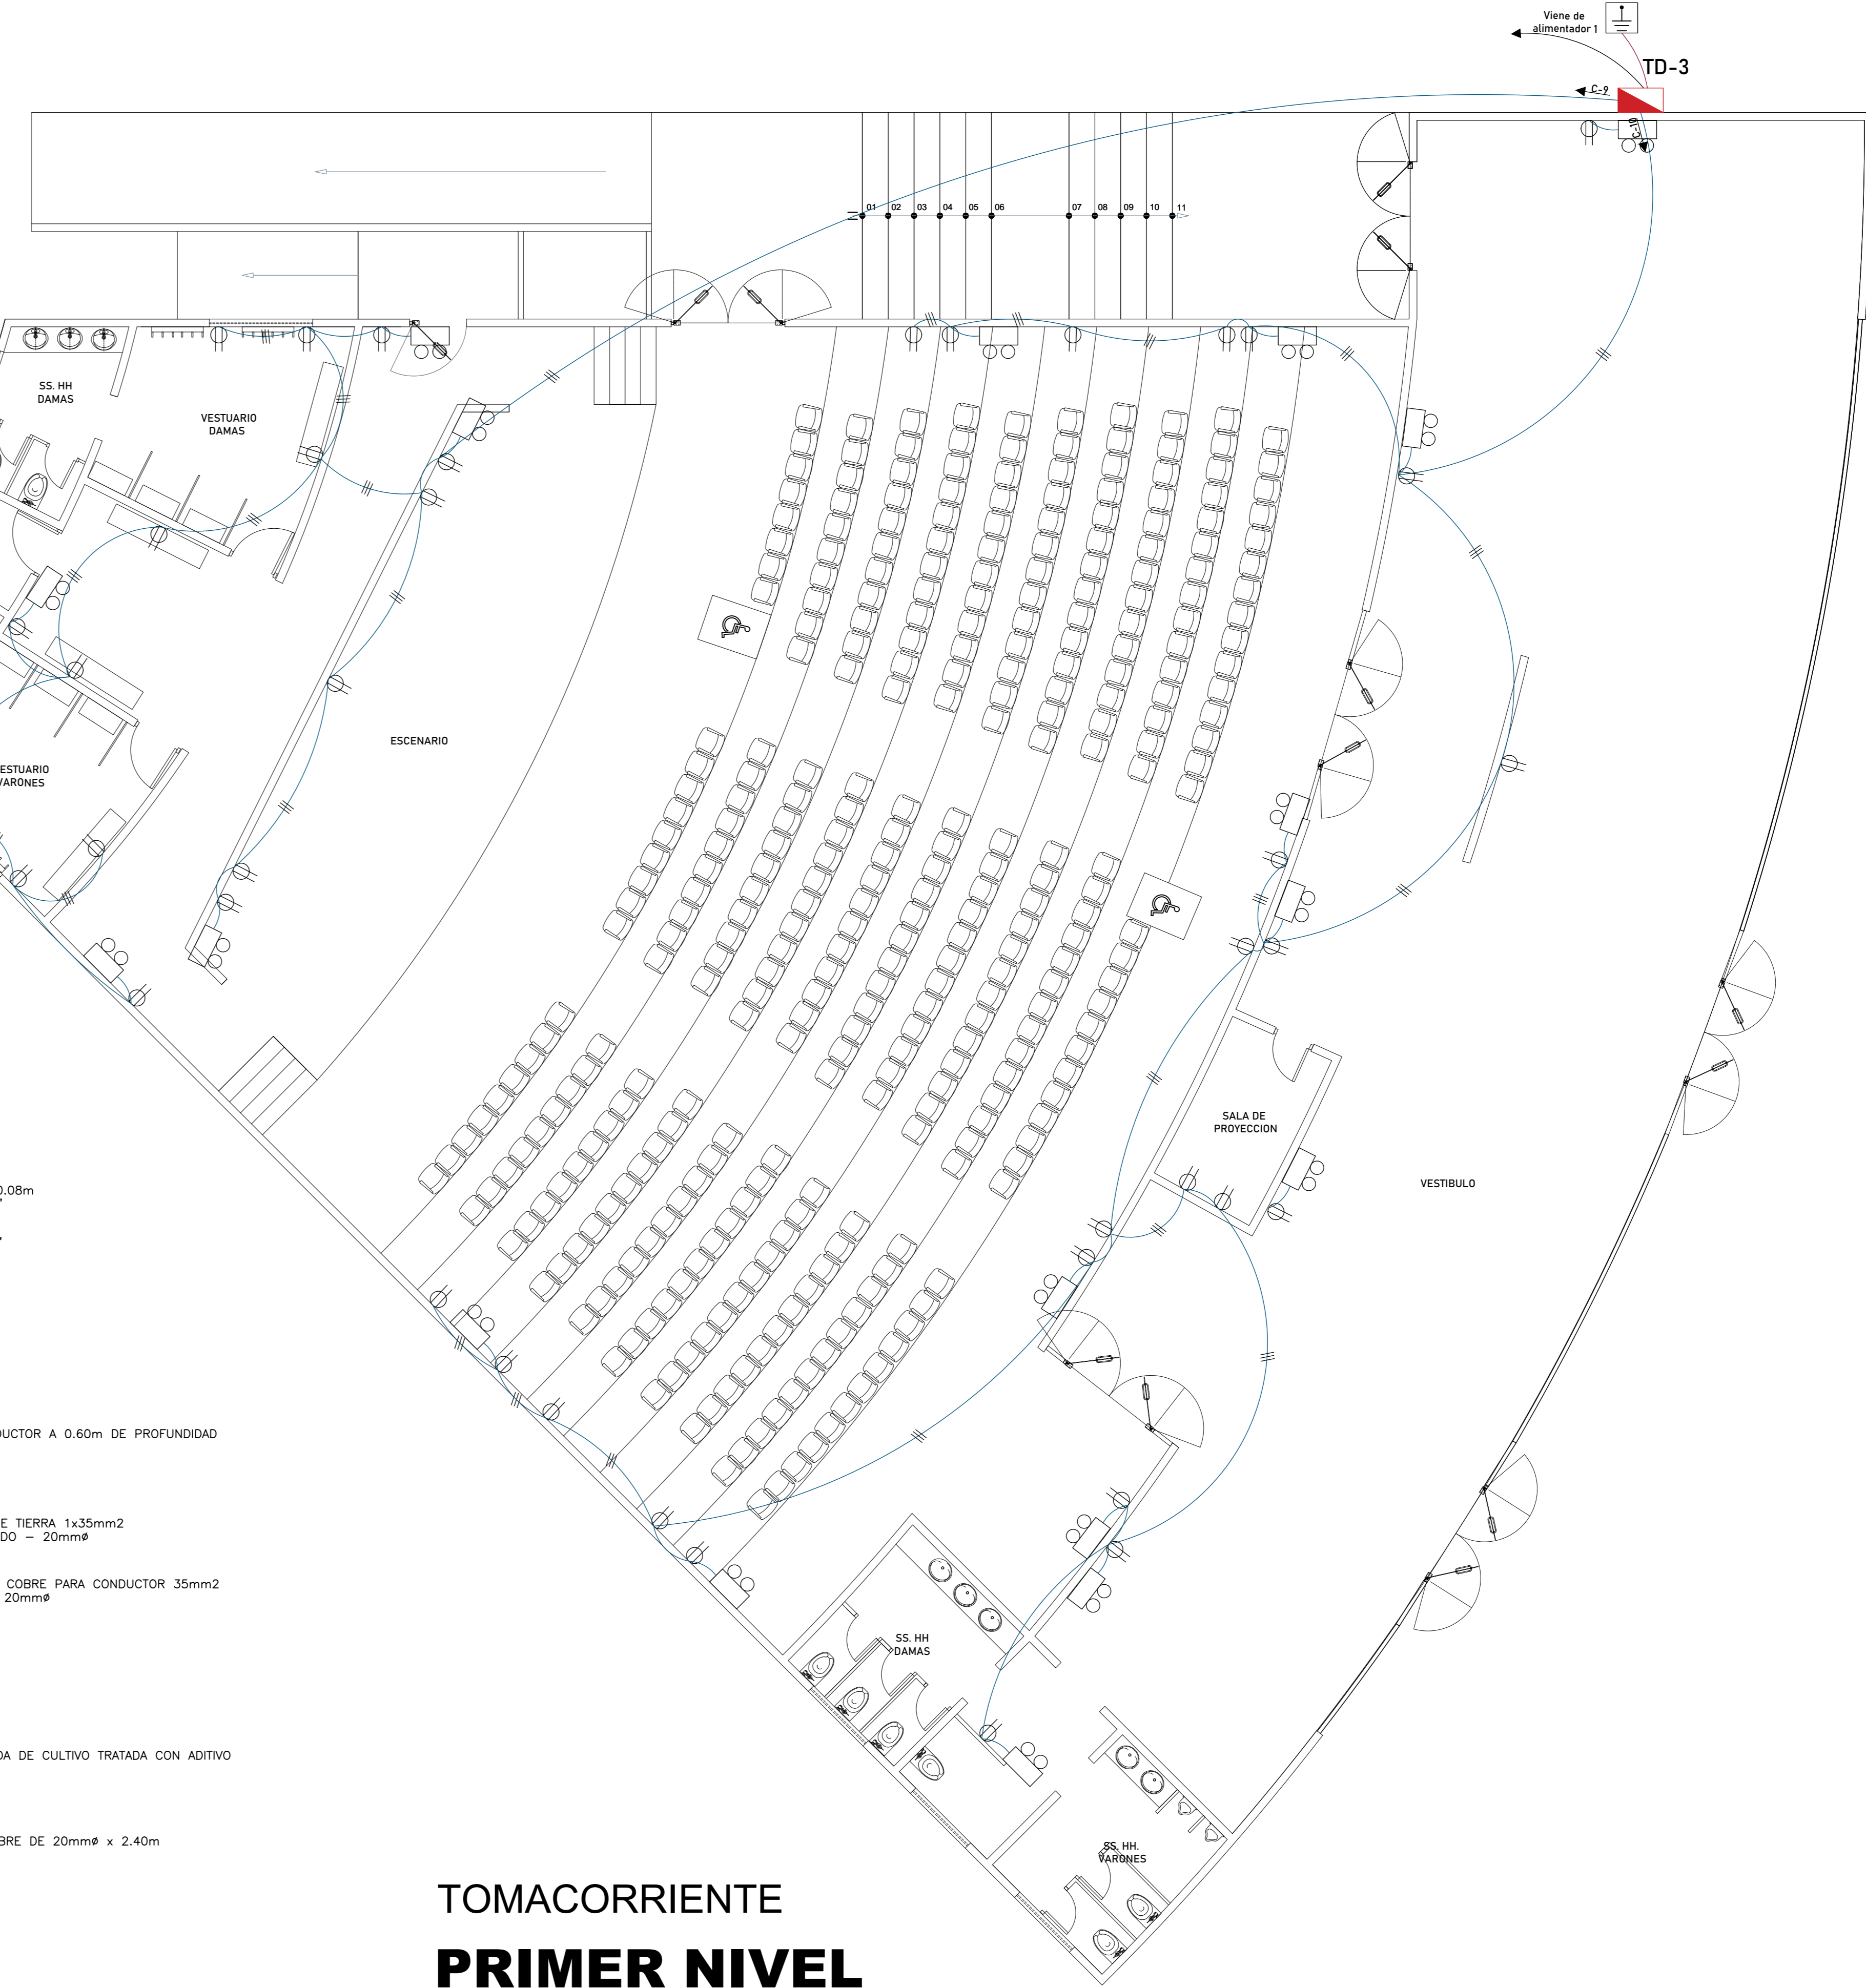 Viene de
alimentador 1
TD-3
C-9
C-10
01 02 03 04 05 06 07 08 09 10 11
SS. HH
DAMAS
VESTUARIO
DAMAS
ESTUARIO
VARONES
ESCENARIO
SALA DE
PROYECCION
VESTIBULO
0.08m
DUCTOR A 0.60m DE PROFUNDIDAD
E TIERRA 1x35mm2
DO - 20mmø
COBRE PARA CONDUCTOR 35mm2
20mmø
SS. HH
DAMAS
DA DE CULTIVO TRATADA CON ADITIVO
BRE DE 20mmø x 2.40m
SS. HH.
VARONES
TOMACORRIENTE
PRIMER NIVEL